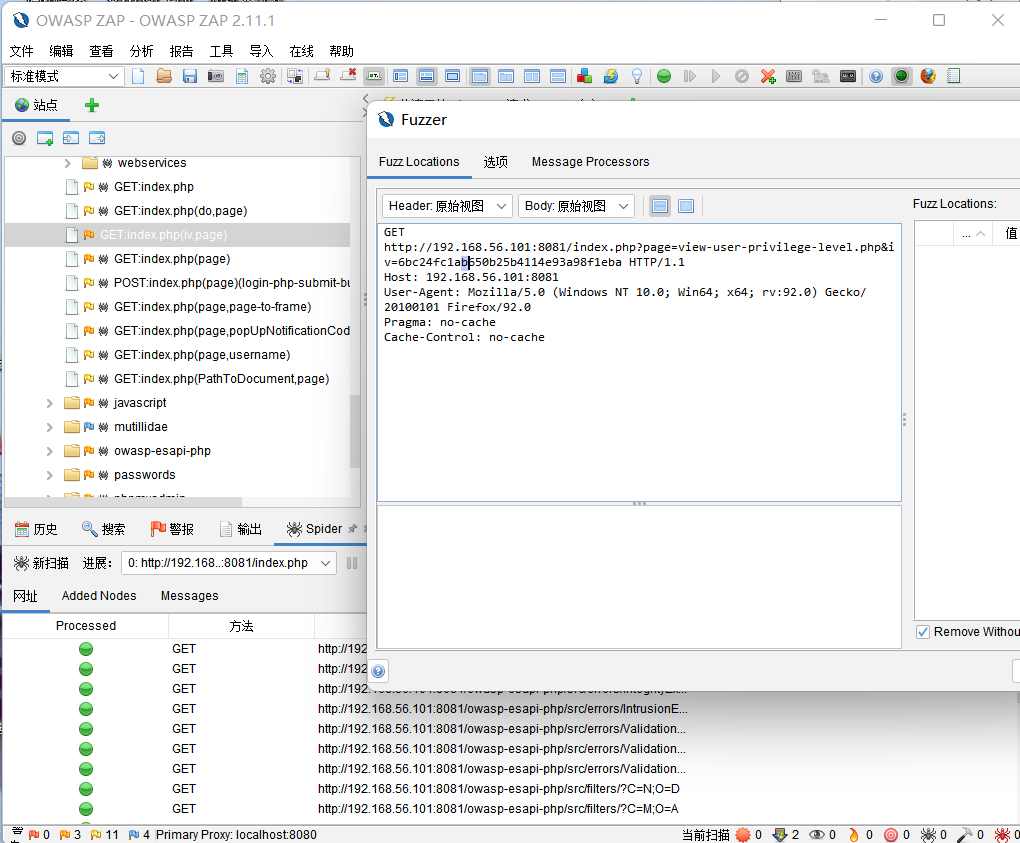 OWASP ZAP - OWASP ZAP 2.11.1
文件 编辑 查看 分析 报告 工具 导入 在线 帮助
标准模式
站点
webservices
GET:index.php
GET:index.php(do,page)
GET:index.php(iv,page)
GET:index.php(page)
POST:index.php(page)(login-php-submit-bu
GET:index.php(page,page-to-frame)
GET:index.php(page,popUpNotificationCod
GET:index.php(page,username)
GET:index.php(PathToDocument,page)
javascript
mutillidae
owasp-esapi-php
passwords
phpmyadmin
Fuzzer
Fuzz Locations 选项 Message Processors
Header: 原始视图 Body: 原始视图
Fuzz Locations:
... 值
GET
http://192.168.56.101:8081/index.php?page=view-user-privilege-level.php&i
v=6bc24fc1ab650b25b4114e93a98f1eba HTTP/1.1
Host: 192.168.56.101:8081
User-Agent: Mozilla/5.0 (Windows NT 10.0; Win64; x64; rv:92.0) Gecko/
20100101 Firefox/92.0
Pragma: no-cache
Cache-Control: no-cache
Remove Withou
历史 搜索 警报 输出 Spider
新扫描 进展: 0: http://192.168...:8081/index.php
网址 Added Nodes Messages
Processed 方法
GET http://192
GET http://192
GET http://192.168.56.101:8081/owasp-esapi-php/src/errors/IntegrityEx...
GET http://192.168.56.101:8081/owasp-esapi-php/src/errors/IntrusionE...
GET http://192.168.56.101:8081/owasp-esapi-php/src/errors/Validation...
GET http://192.168.56.101:8081/owasp-esapi-php/src/errors/Validation...
GET http://192.168.56.101:8081/owasp-esapi-php/src/errors/Validation...
GET http://192.168.56.101:8081/owasp-esapi-php/src/filters/?C=N;O=D
GET http://192.168.56.101:8081/owasp-esapi-php/src/filters/?C=M;O=A
0 3 11 4 Primary Proxy: localhost:8080
当前扫描 0 2 0 0 0 0 0 0